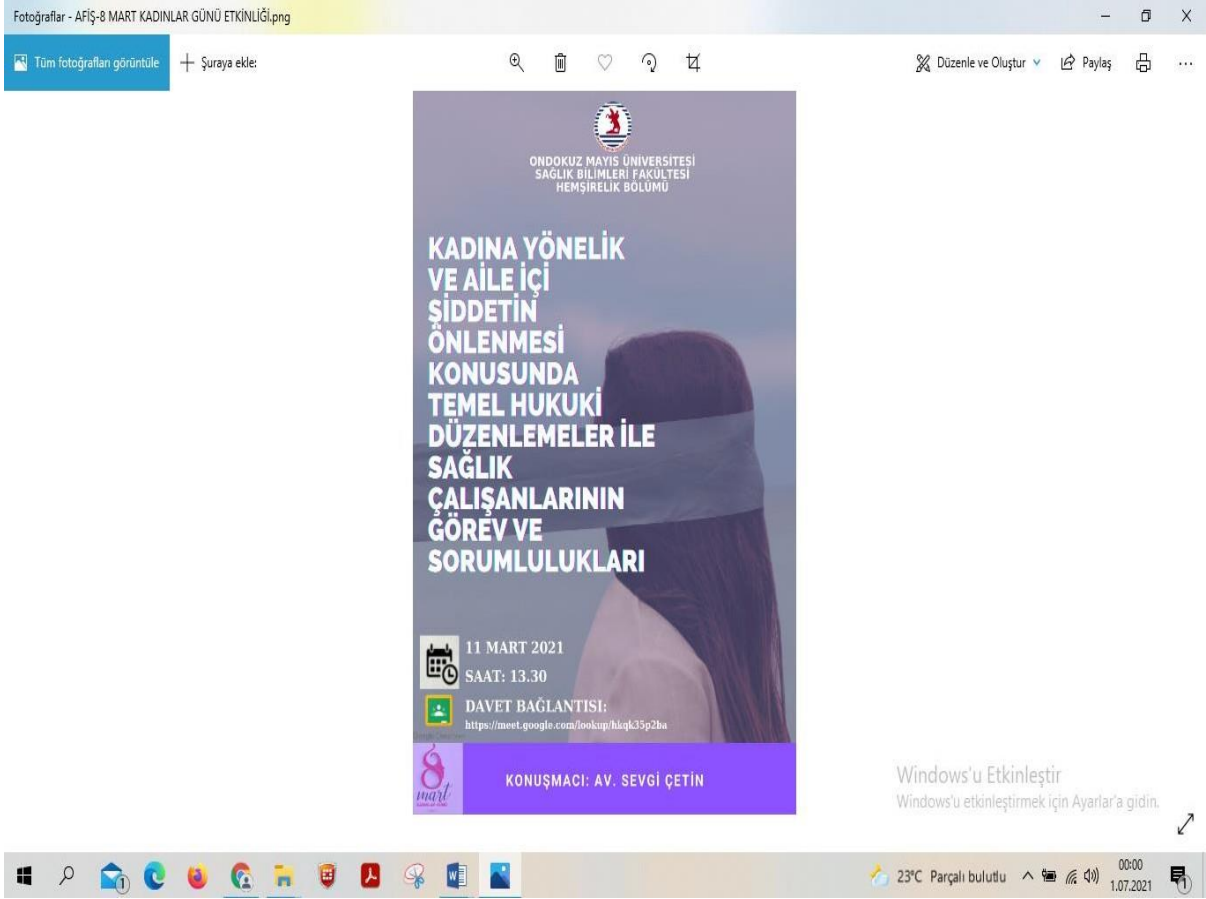 Fotoğraflar - AFİŞ-8 MART KADINLAR GÜNÜ ETKİNLİĞİ.png
Tüm fotoğrafları görüntüle
Şuraya ekle:
Düzenle ve Oluştur
Paylaş
ONDOKUZ MAYIS ÜNİVERSİTESİ
SAĞLIK BİLİMLERİ FAKÜLTESİ
HEMŞİRELİK BÖLÜMÜ
KADINA YÖNELİK
VE AİLE İÇİ
ŞİDDETİN
ÖNLENMESİ
KONUSUNDA
TEMEL HUKUKİ
DÜZENLEMELER İLE
SAĞLIK
ÇALIŞANLARININ
GÖREV VE
SORUMLULUKLARI
11 MART 2021
SAAT: 13.30
DAVET BAĞLANTISI:
https://meet.google.com/lookup/hkqk35p2ba
8
mart
KONUŞMACI: AV. SEVGİ ÇETİN
Windows'u Etkinleştir
Windows'u etkinleştirmek için Ayarlar'a gidin.
23°C Parçalı bulutlu
00:00
1.07.2021